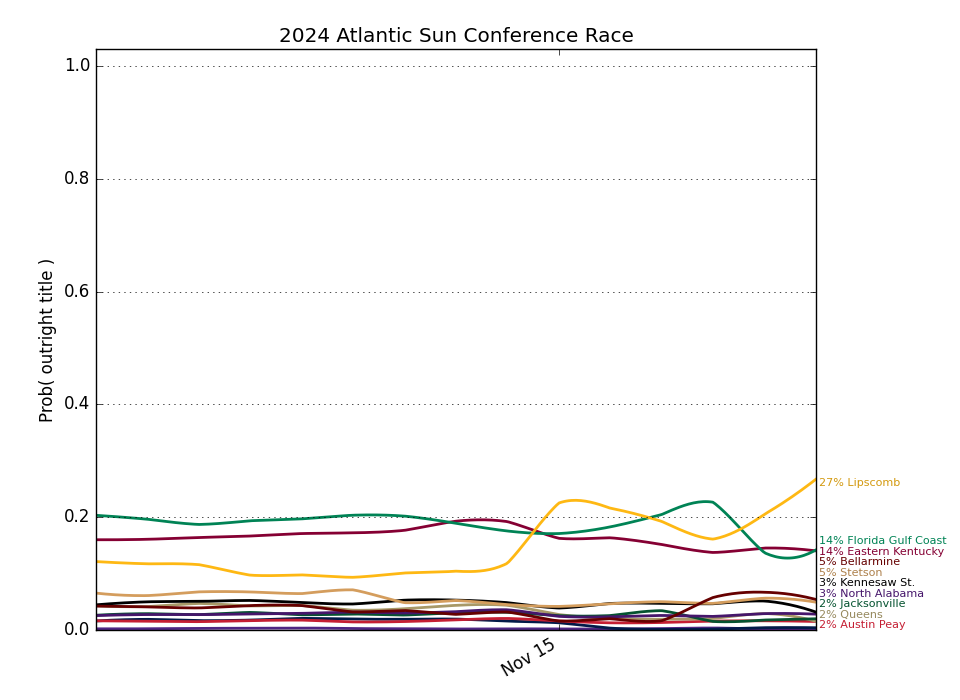 2024 Atlantic Sun Conference Race
1.0
0.8
0.6
0.4
0.2
0.0
Prob( outright title )
Nov 15
27% Lipscomb
14% Florida Gulf Coast
14% Eastern Kentucky
5% Bellarmine
5% Stetson
3% Kennesaw St.
3% North Alabama
2% Jacksonville
2% Queens
2% Austin Peay